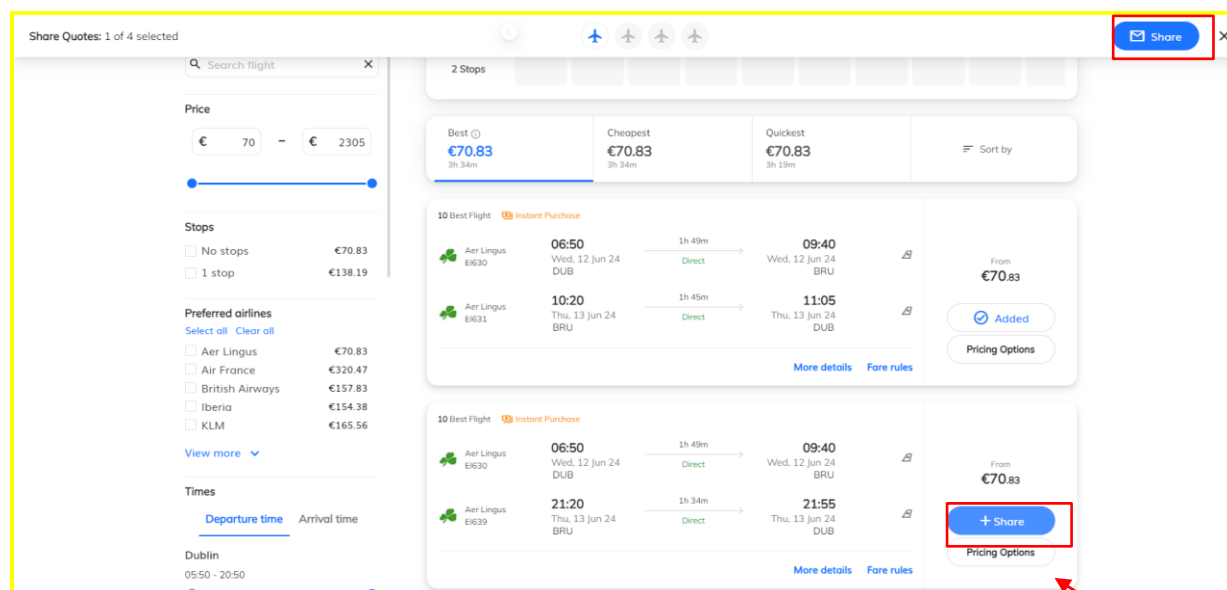 Share Quotes: 1 of 4 selected
Share
Search flight
2 Stops
Price
€ 70 – € 2305
Best
€70.83
3h 34m
Cheapest
€70.83
3h 34m
Quickest
€70.83
3h 19m
Sort by
Stops
No stops €70.83
1 stop €138.19
Preferred airlines
Select all Clear all
Aer Lingus €70.83
Air France €320.47
British Airways €157.83
Iberia €154.38
KLM €165.56
View more
Times
Departure time Arrival time
Dublin
05:50 - 20:50
10 Best Flight Instant Purchase
Aer Lingus
EI630
06:50
Wed, 12 Jun 24
DUB
1h 49m
Direct
09:40
Wed, 12 Jun 24
BRU
Aer Lingus
EI631
10:20
Thu, 13 Jun 24
BRU
1h 45m
Direct
11:05
Thu, 13 Jun 24
DUB
More details Fare rules
From
€70.83
Added
Pricing Options
10 Best Flight Instant Purchase
Aer Lingus
EI630
06:50
Wed, 12 Jun 24
DUB
1h 49m
Direct
09:40
Wed, 12 Jun 24
BRU
Aer Lingus
EI639
21:20
Thu, 13 Jun 24
BRU
1h 34m
Direct
21:55
Thu, 13 Jun 24
DUB
More details Fare rules
From
€70.83
+ Share
Pricing Options